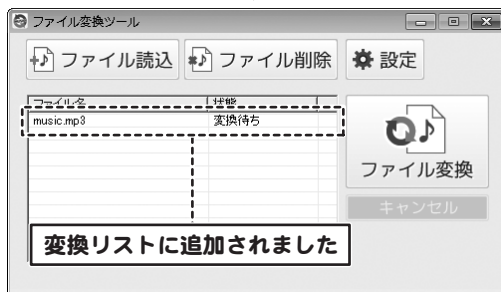 ファイル変換ツール
ファイル読込 ファイル削除 設定
ファイル名 状態
music.mp3 変換待ち
ファイル変換
キャンセル
変換リストに追加されました